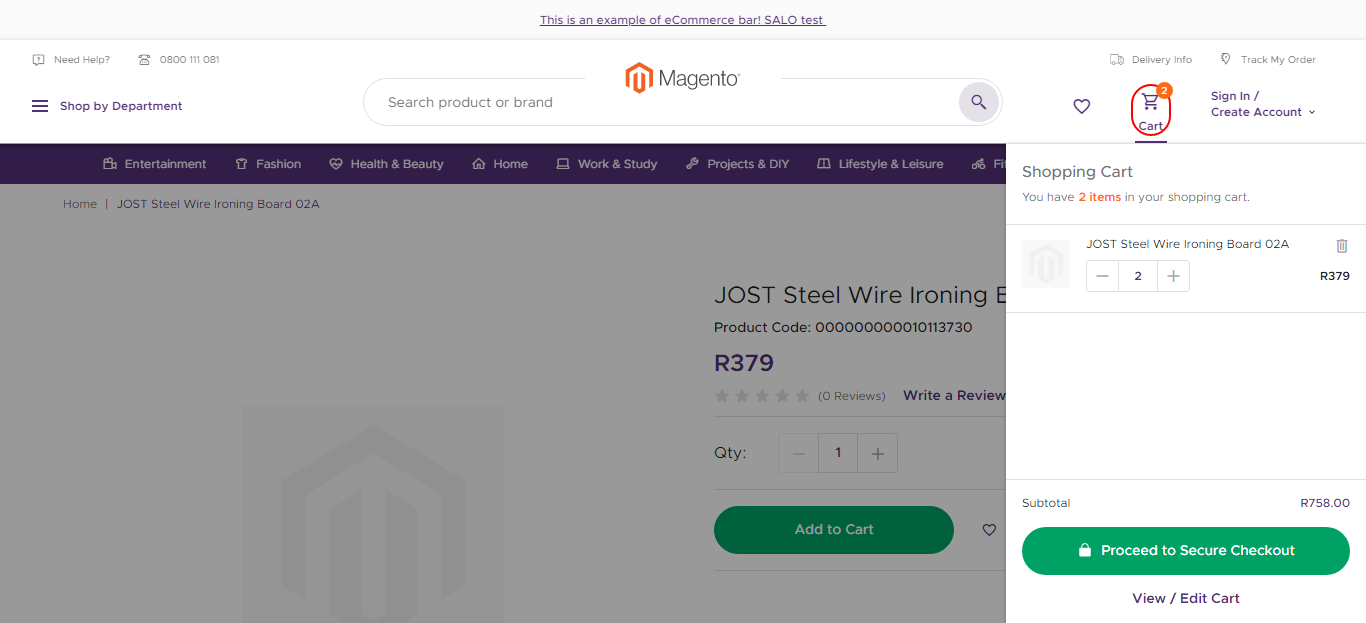 This is an example of eCommerce bar! SALO test
Need Help?
0800 111 081
Magento
Delivery Info
Track My Order
Shop by Department
Search product or brand
2
Cart
Sign In /
Create Account
Entertainment
Fashion
Health & Beauty
Home
Work & Study
Projects & DIY
Lifestyle & Leisure
Fi
Home | JOST Steel Wire Ironing Board 02A
JOST Steel Wire Ironing
Product Code: 000000000010113730
R379
(0 Reviews)
Write a Review
Qty:
1
Add to Cart
Shopping Cart
You have 2 items in your shopping cart.
JOST Steel Wire Ironing Board 02A
2
R379
Subtotal
R758.00
Proceed to Secure Checkout
View / Edit Cart